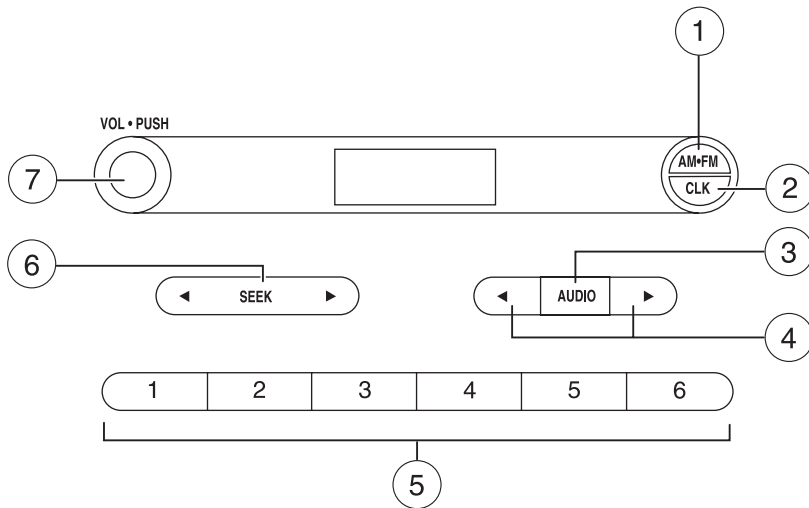 1
VOL • PUSH
AM•FM
7
CLK
2
6
3
◄ SEEK ►
◄ AUDIO ►
4
1 2 3 4 5 6
5